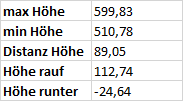 max Höhe 599,83
min Höhe 510,78
Distanz Höhe 89,05
Höhe rauf 112,74
Höhe runter -24,64